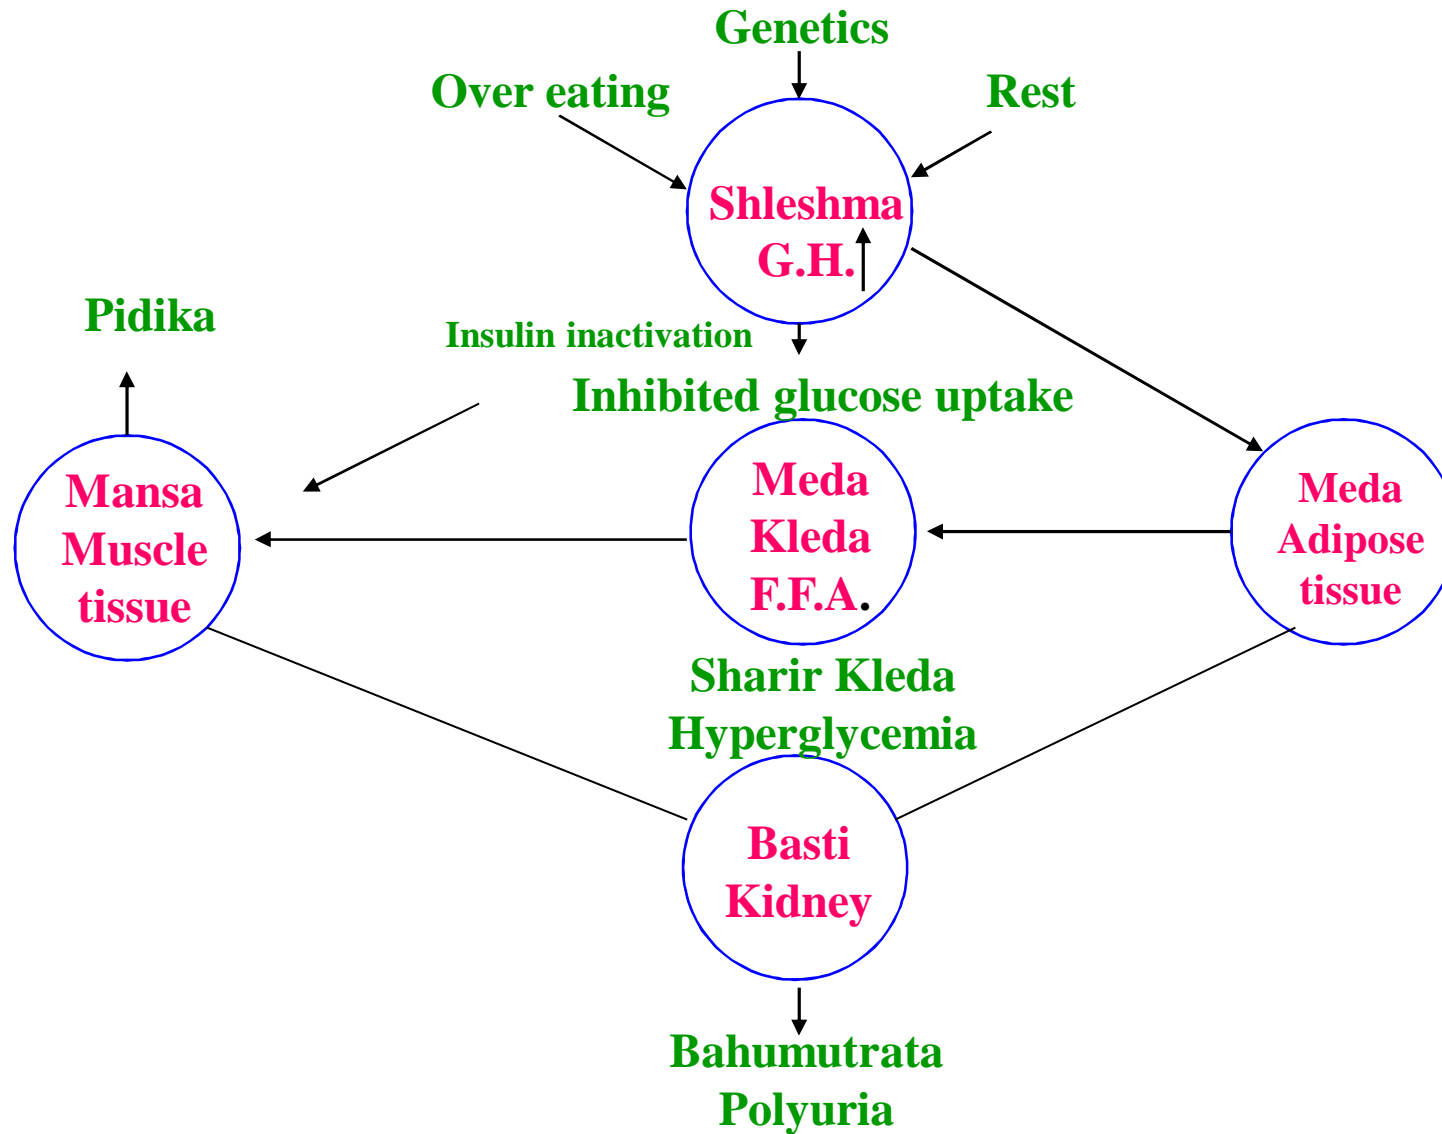 Genetics
Over eating
Rest
Shleshma
G.H.
Pidika
Insulin inactivation
Inhibited glucose uptake
Mansa
Muscle
tissue
Meda
Kleda
F.F.A.
Meda
Adipose
tissue
Sharir Kleda
Hyperglycemia
Basti
Kidney
Bahumutrata
Polyuria